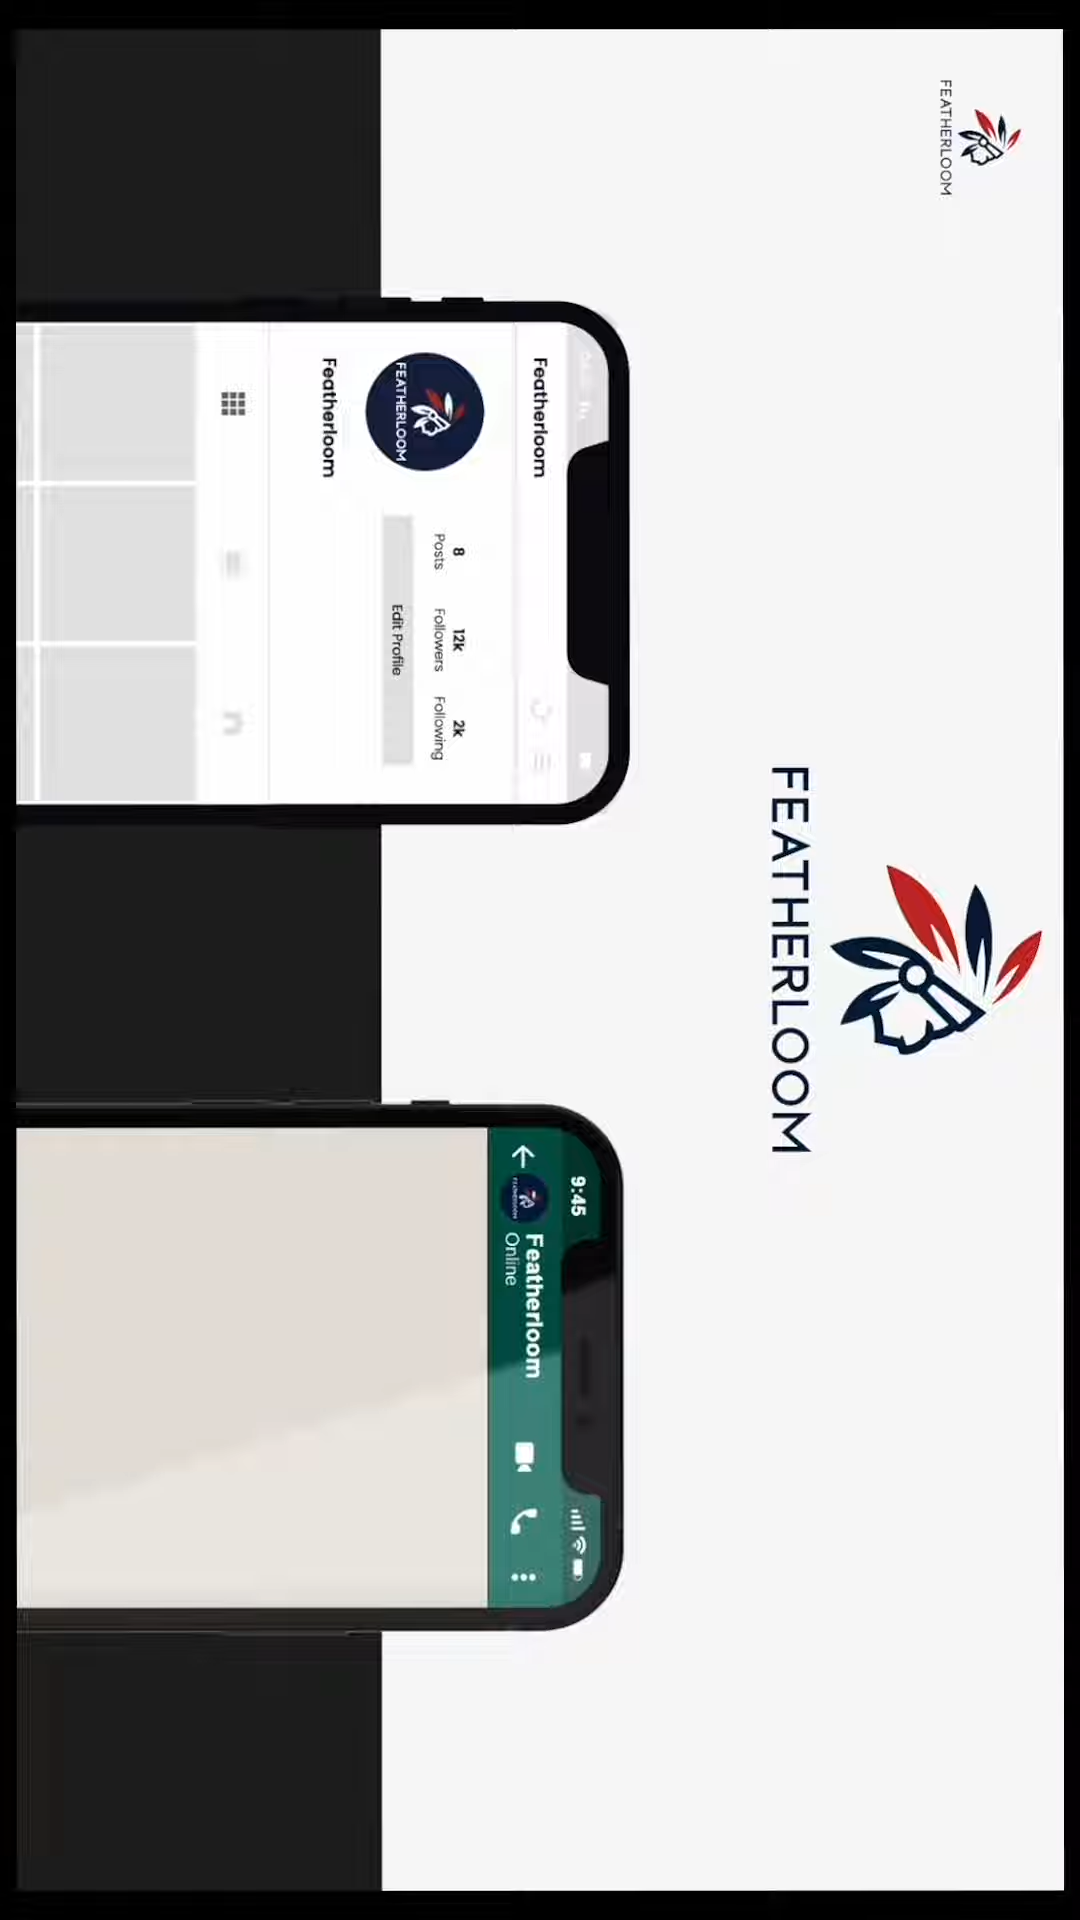 FEATHERLOOM
FEATHERLOOM
Featherloom
FEATHERLOOM
8
12k
2k
Posts
Followers
Following
Edit Profile
Featherloom
9:45
Featherloom
Online